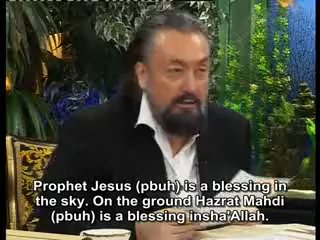 Prophet Jesus (pbuh) is a blessing in
the sky. On the ground Hazrat Mahdi
(pbuh) is a blessing insha'Allah.